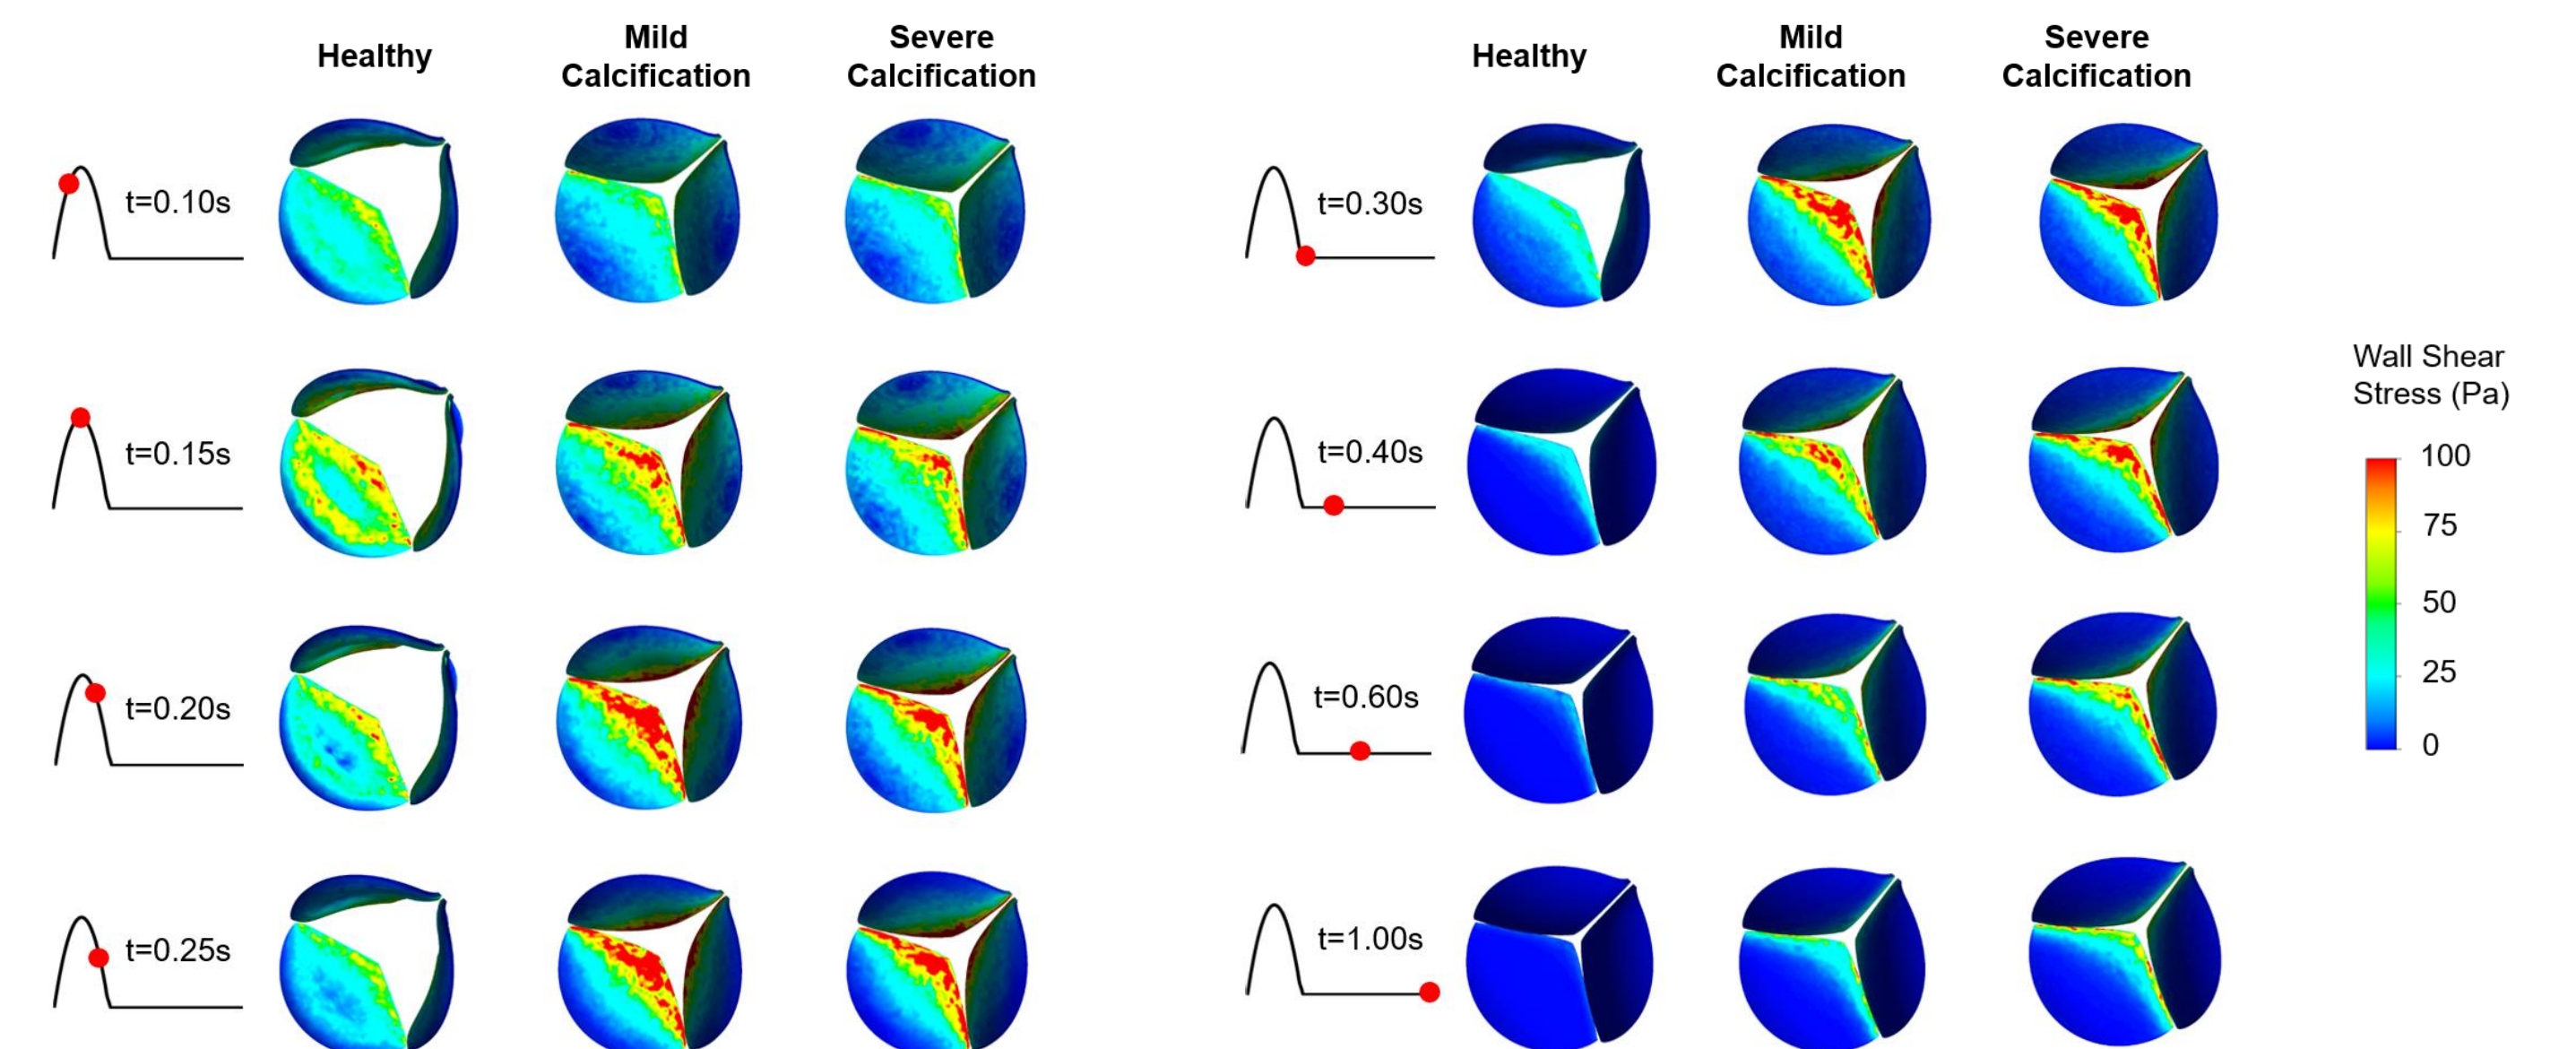 Healthy
Mild
Calcification
Severe
Calcification
Healthy
Mild
Calcification
Severe
Calcification
t=0.10s
t=0.30s
t=0.15s
t=0.40s
t=0.20s
t=0.60s
t=0.25s
t=1.00s
Wall Shear
Stress (Pa)
100
75
50
25
0